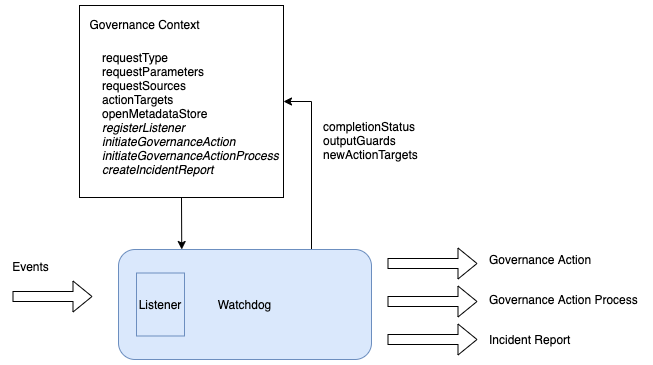 Governance Context
requestType
requestParameters
requestSources
actionTargets
openMetadataStore
registerListener
initiateGovernanceAction
initiateGovernanceActionProcess
createIncidentReport
completionStatus
outputGuards
newActionTargets
Events
Listener
Watchdog
Governance Action
Governance Action Process
Incident Report